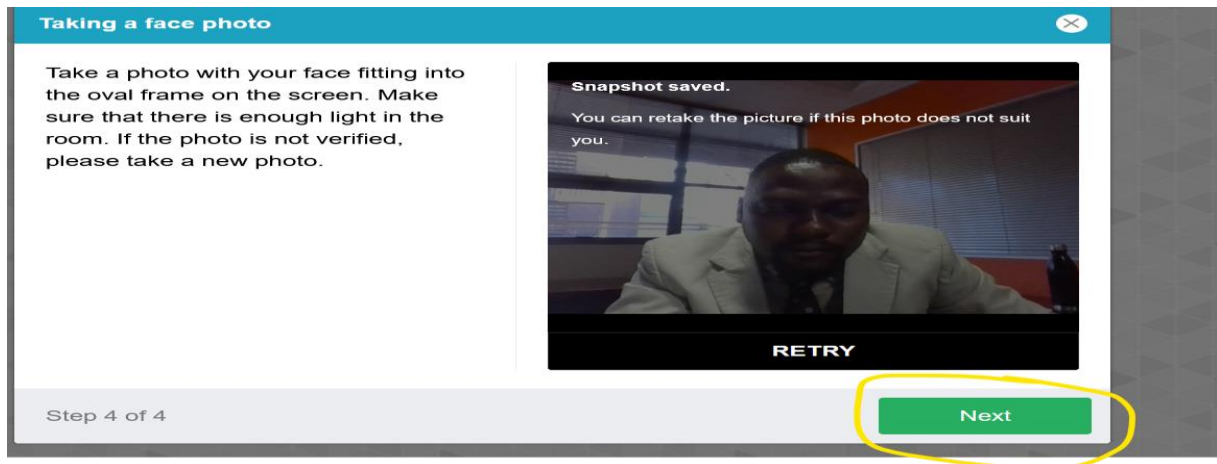 Taking a face photo
Take a photo with your face fitting into
the oval frame on the screen. Make
sure that there is enough light in the
room. If the photo is not verified,
please take a new photo.
Snapshot saved.
You can retake the picture if this photo does not suit
you.
RETRY
Step 4 of 4
Next